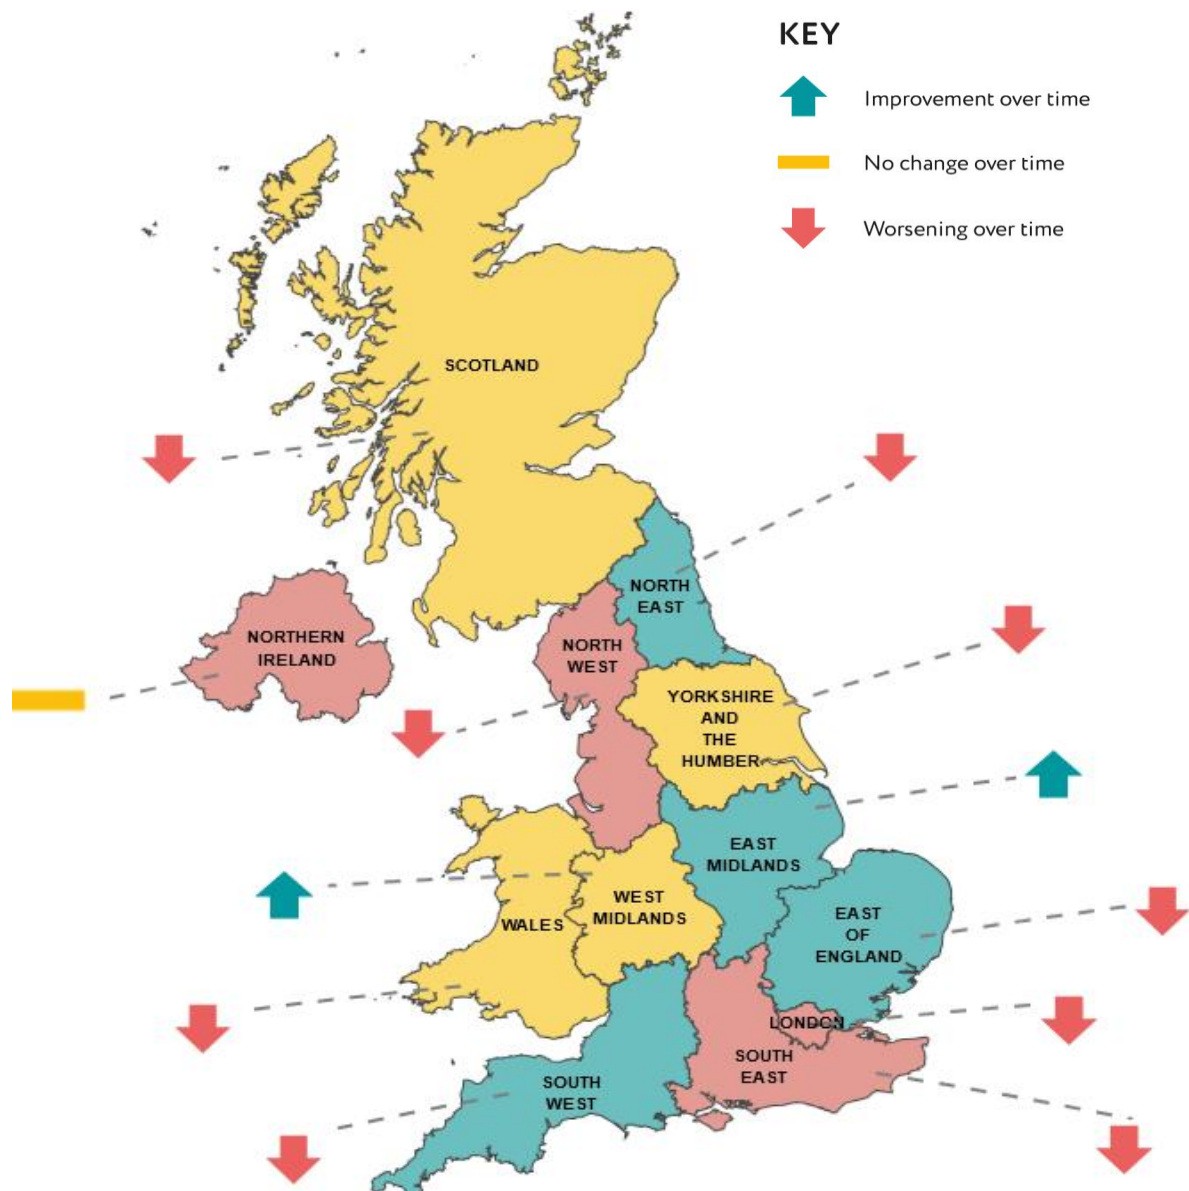 KEY
Improvement over time
No change over time
Worsening over time
SCOTLAND
NORTH
EAST
NORTHERN
IRELAND
NORTH
WEST
YORKSHIRE
AND
THE
HUMBER
EAST
MIDLANDS
WEST
MIDLANDS
WALES
EAST
OF
ENGLAND
LONDON
SOUTH
EAST
SOUTH
WEST